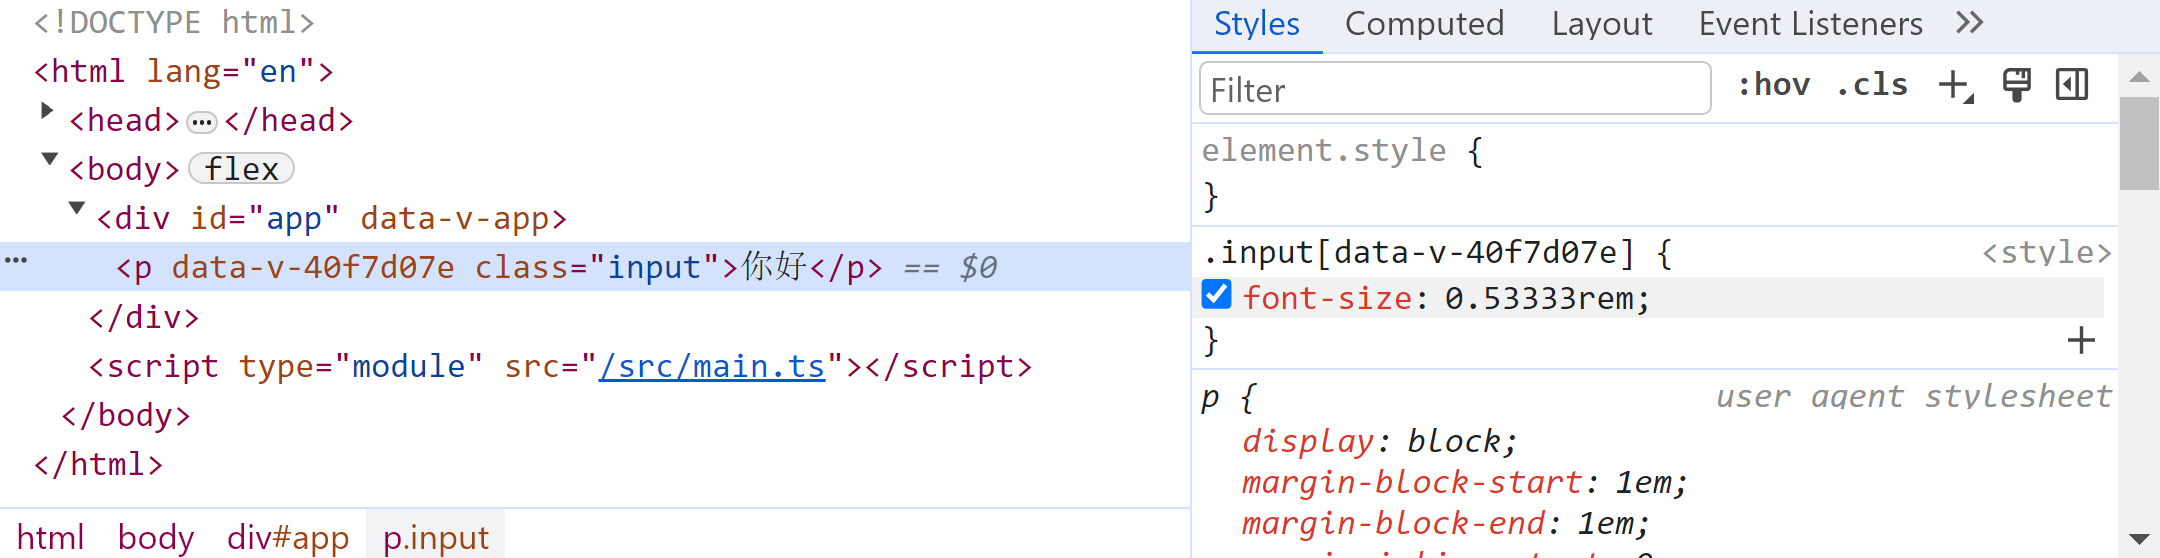 <!DOCTYPE html>
<html lang="en">
<head>…</head>
<body> flex
<div id="app" data-v-app>
… <p data-v-40f7d07e class="input">你好</p> == $0
</div>
<script type="module" src="/src/main.ts"></script>
</body>
</html>
html body div#app p.input
Styles Computed Layout Event Listeners
Filter :hov .cls
element.style {
}
.input[data-v-40f7d07e] { <style>
font-size: 0.53333rem;
}
p { user agent stylesheet
display: block;
margin-block-start: 1em;
margin-block-end: 1em;